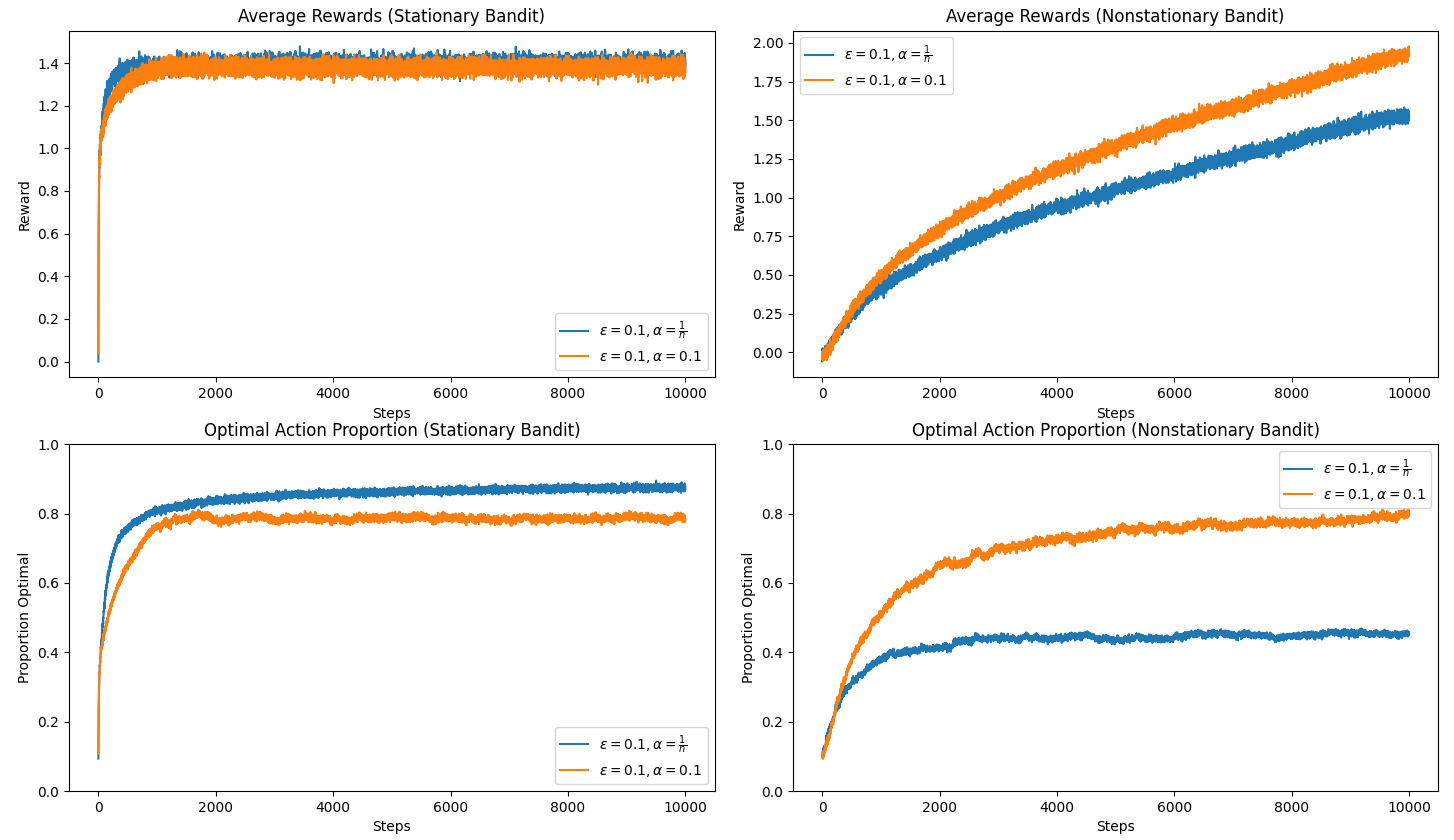 Average Rewards (Stationary Bandit)
1.4
1.2
1.0
0.8
0.6
0.4
0.2
0.0
Reward
0 2000 4000 6000 8000 10000
Steps
ε = 0.1, α = 1/n
ε = 0.1, α = 0.1
Average Rewards (Nonstationary Bandit)
2.00
1.75
1.50
1.25
1.00
0.75
0.50
0.25
0.00
Reward
0 2000 4000 6000 8000 10000
Steps
ε = 0.1, α = 1/n
ε = 0.1, α = 0.1
Optimal Action Proportion (Stationary Bandit)
1.0
0.8
0.6
0.4
0.2
0.0
Proportion Optimal
0 2000 4000 6000 8000 10000
Steps
ε = 0.1, α = 1/n
ε = 0.1, α = 0.1
Optimal Action Proportion (Nonstationary Bandit)
1.0
0.8
0.6
0.4
0.2
0.0
Proportion Optimal
0 2000 4000 6000 8000 10000
Steps
ε = 0.1, α = 1/n
ε = 0.1, α = 0.1